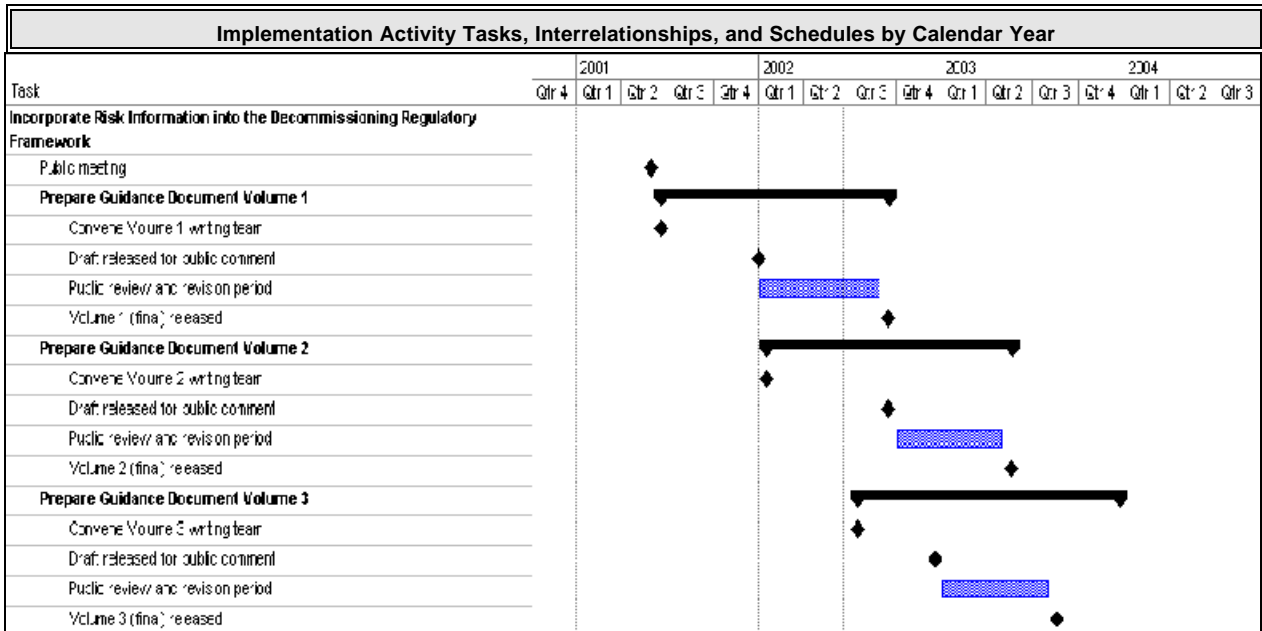 Implementation Activity Tasks, Interrelationships, and Schedules by Calendar Year
2001 2002 2003 2004
Task Qtr 4 Qtr 1 Qtr 2 Qtr 3 Qtr 4 Qtr 1 Qtr 2 Qtr 3 Qtr 4 Qtr 1 Qtr 2 Qtr 3 Qtr 4 Qtr 1 Qtr 2 Qtr 3
Incorporate Risk Information into the Decommissioning Regulatory
Framework
Public meeting
Prepare Guidance Document Volume 1
Convene Volume 1 writing team
Draft released for public comment
Public review and revision period
Volume 1 (final) released
Prepare Guidance Document Volume 2
Convene Volume 2 writing team
Draft released for public comment
Public review and revision period
Volume 2 (final) released
Prepare Guidance Document Volume 3
Convene Volume 3 writing team
Draft released for public comment
Public review and revision period
Volume 3 (final) released